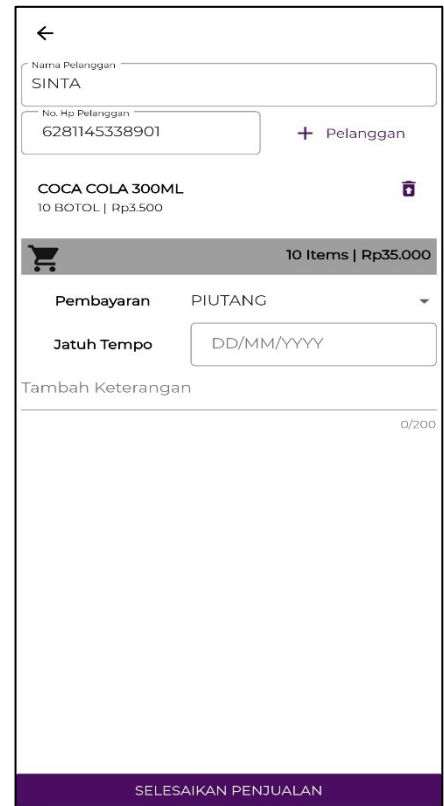 Nama Pelanggan
SINTA
No. Hp Pelanggan
6281145338901
+ Pelanggan
COCA COLA 300ML
10 BOTOL | Rp3.500
10 Items | Rp35.000
Pembayaran PIUTANG
Jatuh Tempo DD/MM/YYYY
Tambah Keterangan
0/200
SELESAIKAN PENJUALAN